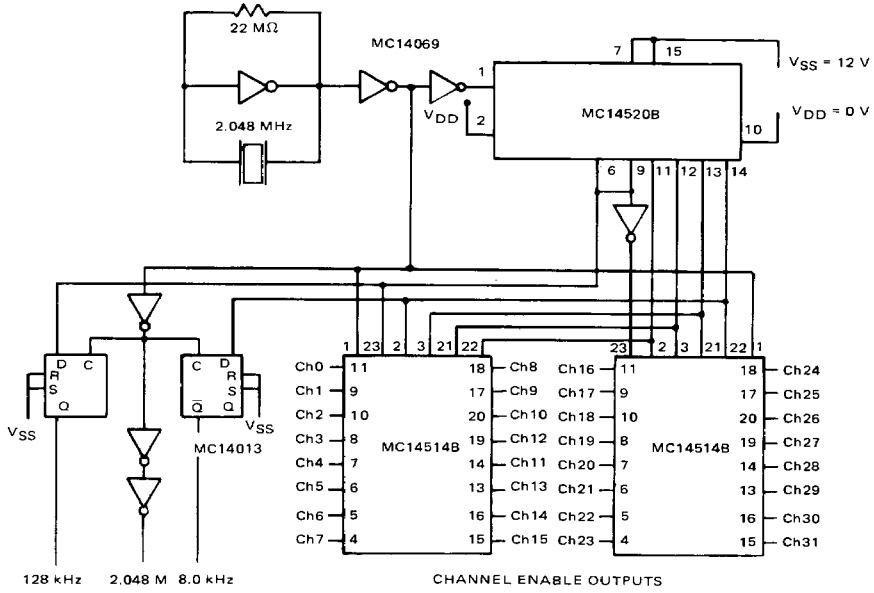 22 MΩ
MC14069
7 15
VSS = 12 V
1
MC14520B
VDD
2.048 MHz
2
10
VDD = 0 V
6 9 11 12 13 14
1 23 2 3 21 22
23 2 3 21 22 1
D C
C D
R
S
Q
R
S
Q̅ Q
VSS
VSS
MC14013
Ch0 11 18 Ch8
Ch1 9 17 Ch9
Ch2 10 20 Ch10
Ch3 8 19 Ch12
MC14514B
Ch4 7 14 Ch11
Ch5 6 13 Ch13
Ch6 5 16 Ch14
Ch7 4 15 Ch15
Ch16 11 18 Ch24
Ch17 9 17 Ch25
Ch18 10 20 Ch26
Ch19 8 19 Ch27
MC14514B
Ch20 7 14 Ch28
Ch21 6 13 Ch29
Ch22 5 16 Ch30
Ch23 4 15 Ch31
128 kHz 2.048 M 8.0 kHz
CHANNEL ENABLE OUTPUTS